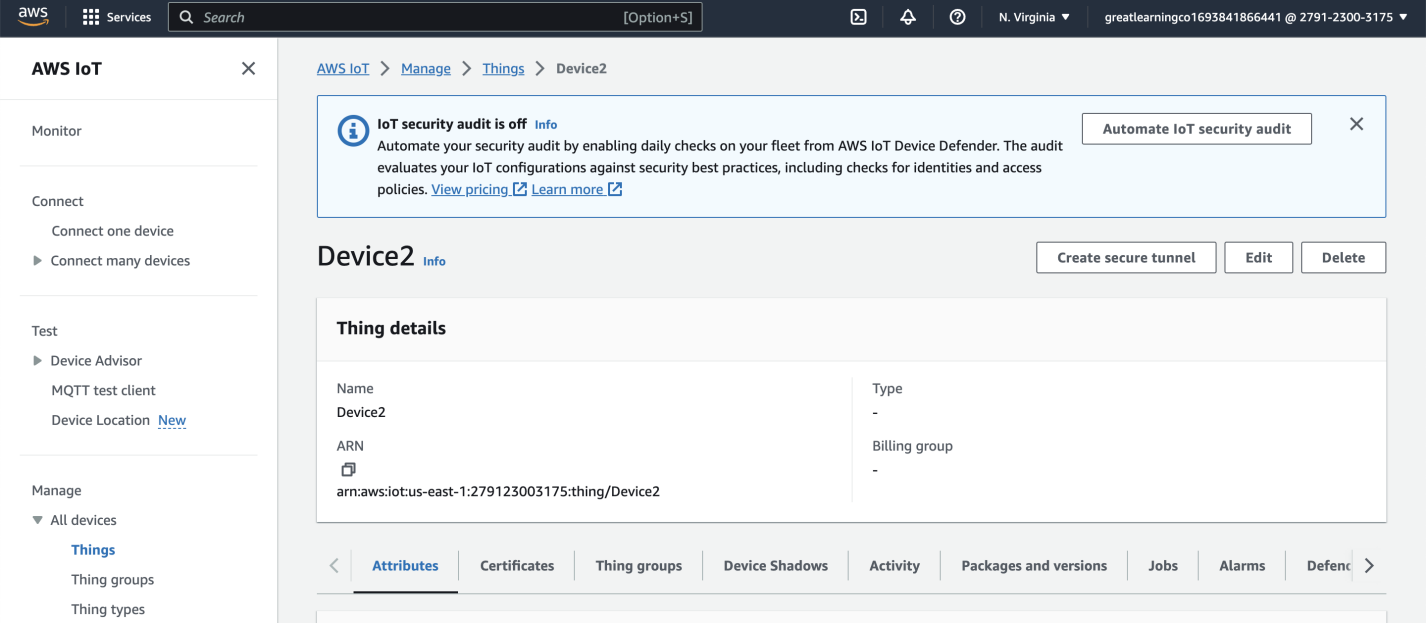 aws
Services
Search
[Option+S]
N. Virginia
greatlearningco1693841866441 @ 2791-2300-3175
AWS IoT
Monitor
Connect
Connect one device
Connect many devices
Test
Device Advisor
MQTT test client
Device Location New
Manage
All devices
Things
Thing groups
Thing types
AWS IoT
Manage
Things
Device2
IoT security audit is off Info
Automate your security audit by enabling daily checks on your fleet from AWS IoT Device Defender. The audit
evaluates your IoT configurations against security best practices, including checks for identities and access
policies. View pricing Learn more
Automate IoT security audit
Device2 Info
Create secure tunnel
Edit
Delete
Thing details
Name
Device2
ARN
arn:aws:iot:us-east-1:279123003175:thing/Device2
Type
-
Billing group
-
Attributes
Certificates
Thing groups
Device Shadows
Activity
Packages and versions
Jobs
Alarms
Defenc